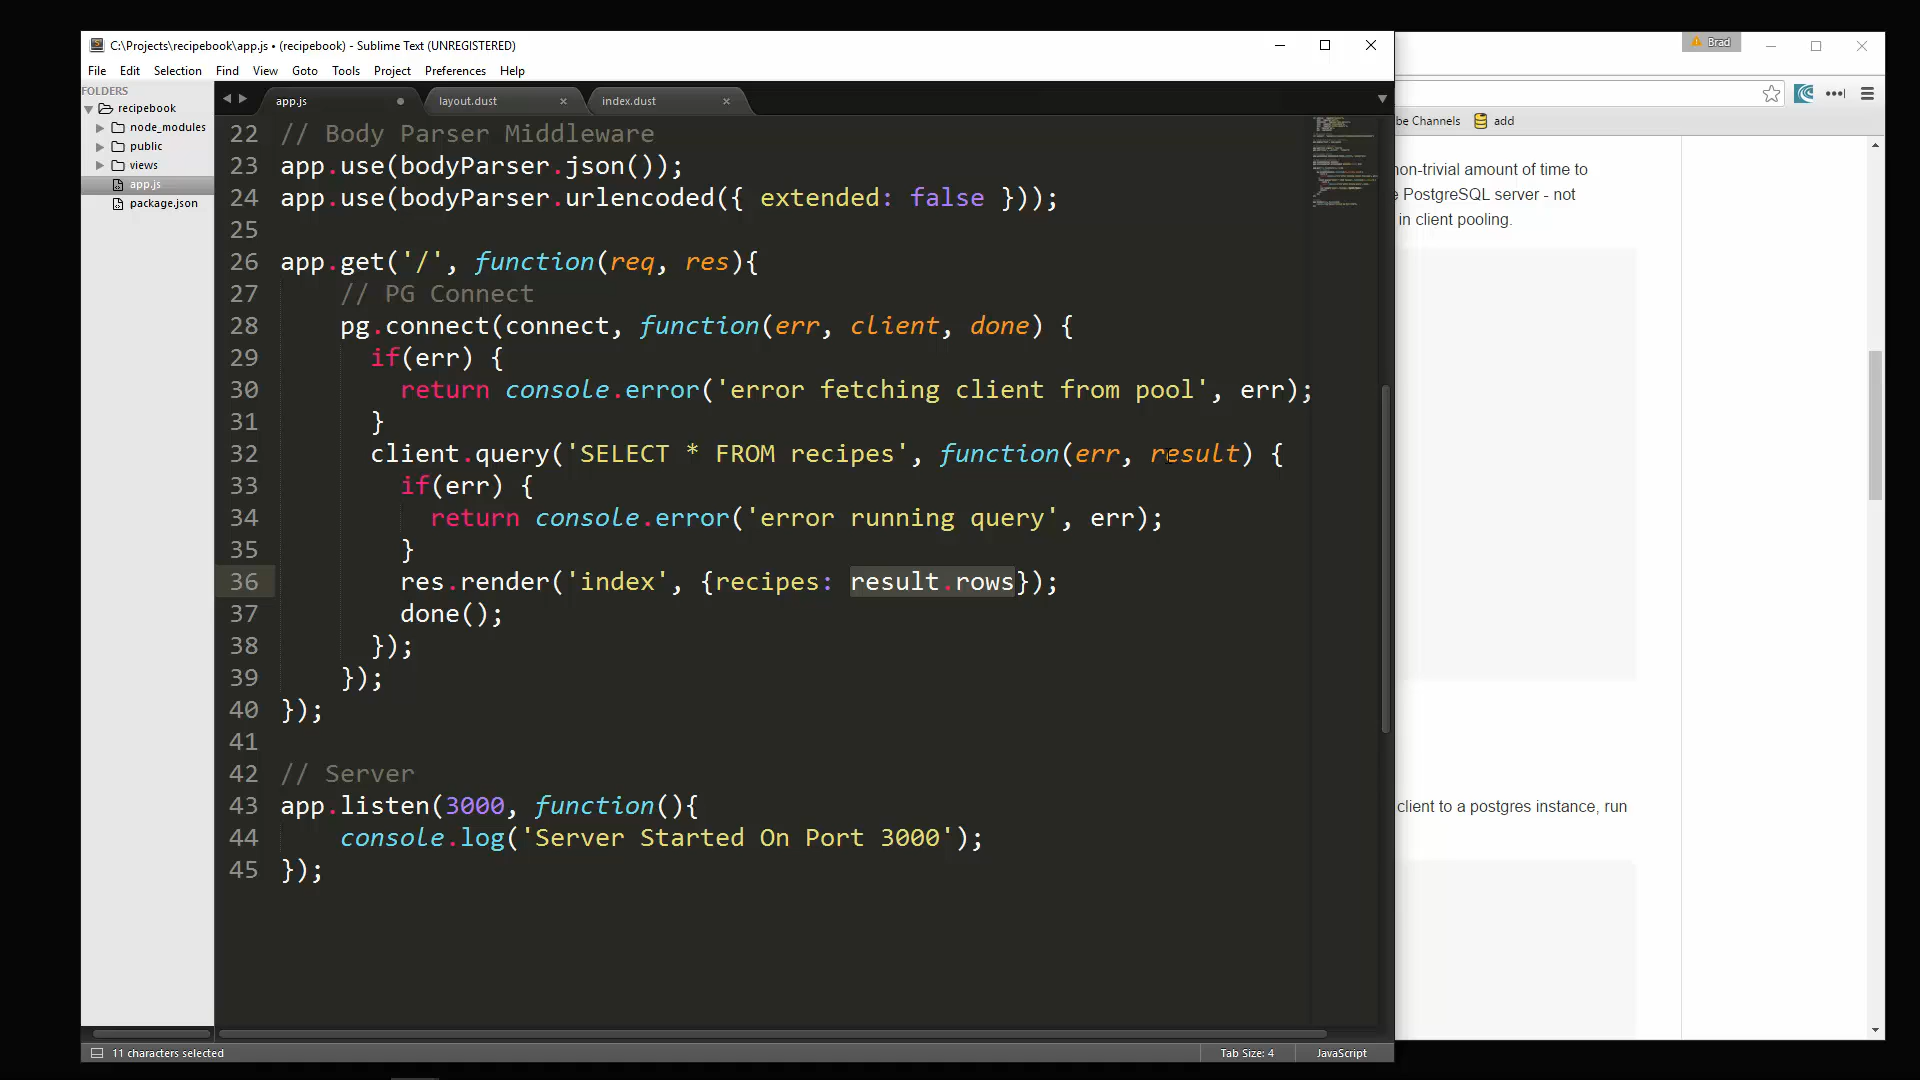 C:\Projects\recipebook\app.js • (recipebook) - Sublime Text (UNREGISTERED)
Brad
File Edit Selection Find View Goto Tools Project Preferences Help
FOLDERS
recipebook
node_modules
public
views
app.js
package.json
app.js
layout.dust
index.dust
22 // Body Parser Middleware
23 app.use(bodyParser.json());
24 app.use(bodyParser.urlencoded({ extended: false }));
25
26 app.get('/', function(req, res){
27 // PG Connect
28 pg.connect(connect, function(err, client, done) {
29 if(err) {
30 return console.error('error fetching client from pool', err);
31 }
32 client.query('SELECT * FROM recipes', function(err, result) {
33 if(err) {
34 return console.error('error running query', err);
35 }
36 res.render('index', {recipes: result.rows});
37 done();
38 });
39 });
40 });
41
42 // Server
43 app.listen(3000, function(){
44 console.log('Server Started On Port 3000');
45 });
11 characters selected
Tab Size: 4
JavaScript
be Channels
add
non-trivial amount of time to
PostgreSQL server - not
in client pooling.
client to a postgres instance, run